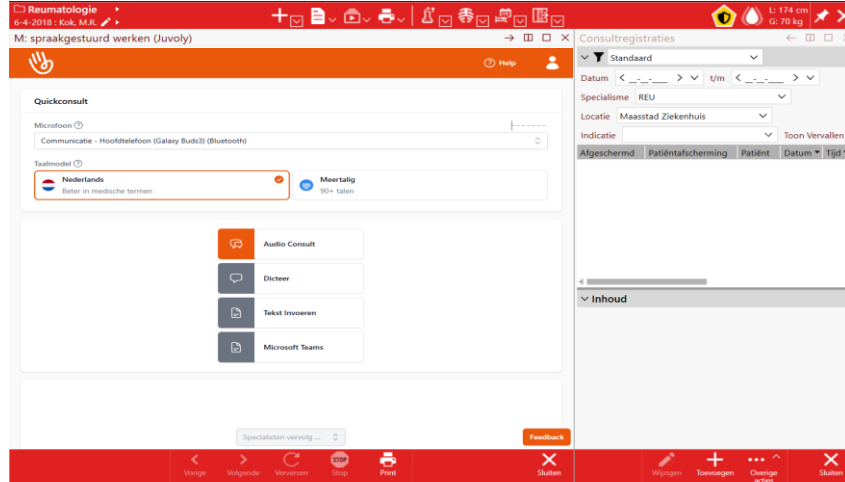 Reumatologie
6-4-2018 : Kok, M.R.
L: 174 cm
G: 70 kg
M: spraakgestuurd werken (Juvoly)
Help
Quickconsult
Microfoon
Communicatie - Hoofdtelefoon (Galaxy Buds3) (Bluetooth)
Taalmodel
Nederlands
Beter in medische termen
Meertalig
90+ talen
Audio Consult
Dicteer
Tekst Invoeren
Microsoft Teams
Specialisten vervolg ...
Feedback
Vorige
Volgende
Verversen
STOP
Stop
Print
Sluiten
Consultregistraties
Standaard
Datum < _-_-___ > t/m < _-_-___ >
Specialisme REU
Locatie Maasstad Ziekenhuis
Indicatie Toon Vervallen
Afgeschermd Patiëntafscherming Patiënt Datum Tijd
Inhoud
Wijzigen
Toevoegen
Overige
acties
Sluiten